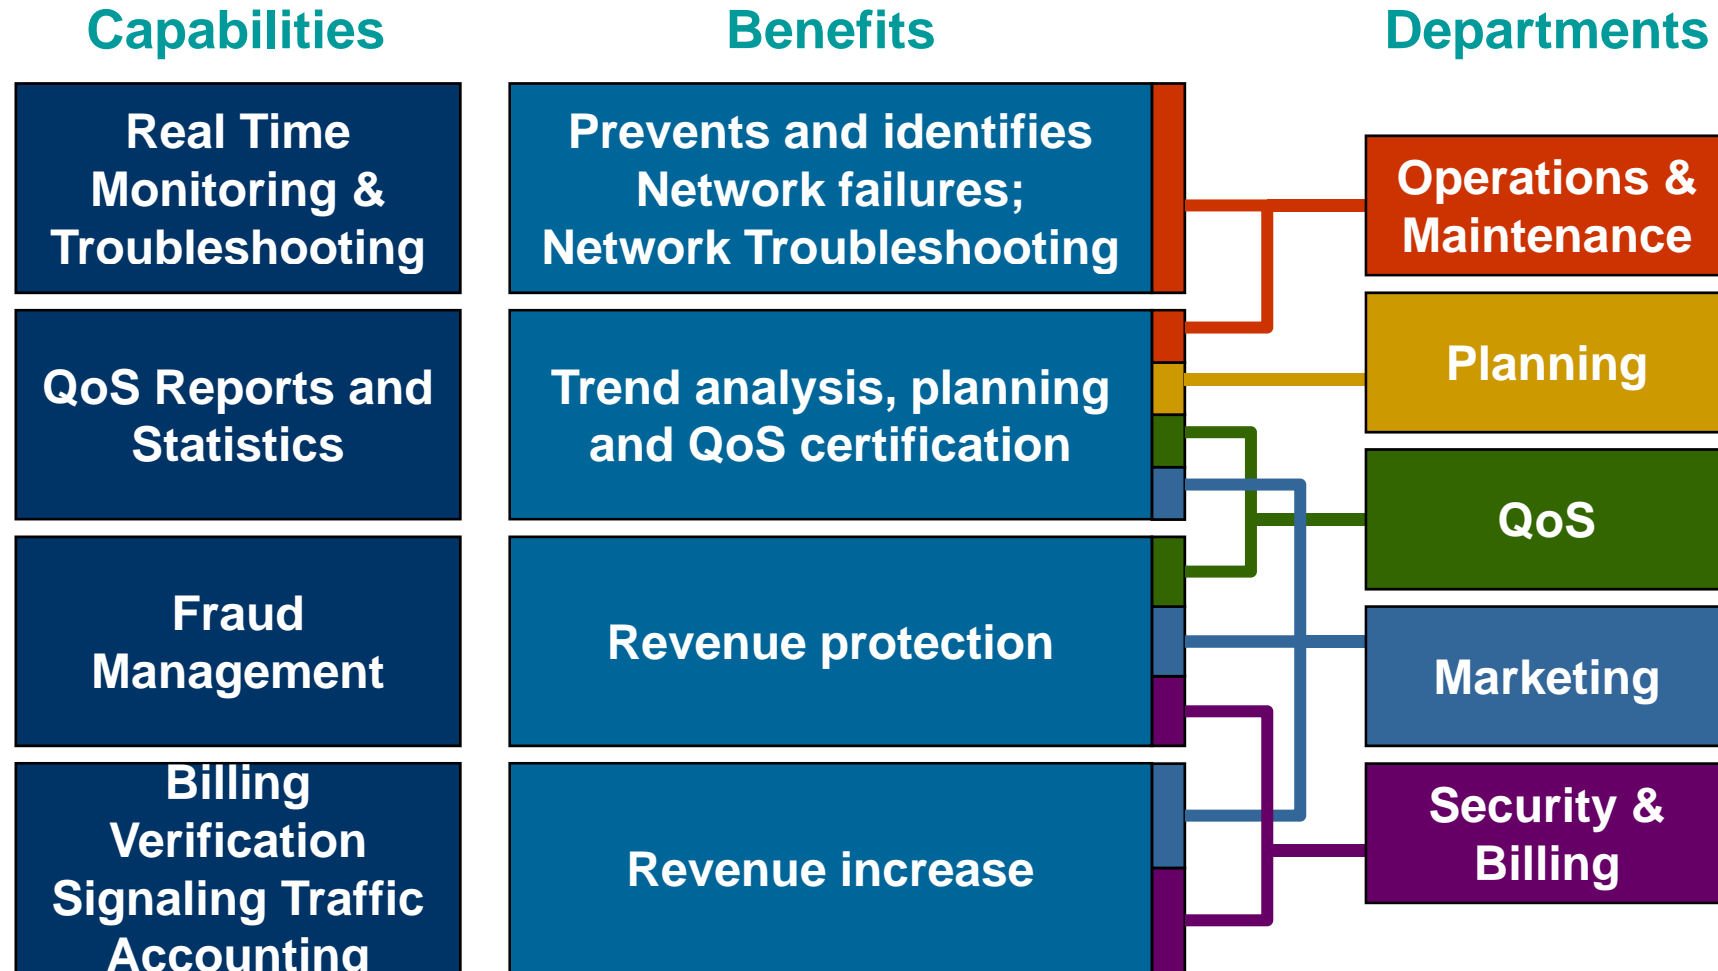 Capabilities
Benefits
Departments
Real Time
Monitoring &
Troubleshooting
Prevents and identifies
Network failures;
Network Troubleshooting
Operations &
Maintenance
QoS Reports and
Statistics
Trend analysis, planning
and QoS certification
Planning
QoS
Fraud
Management
Revenue protection
Marketing
Billing
Verification
Signaling Traffic
Accounting
Revenue increase
Security &
Billing